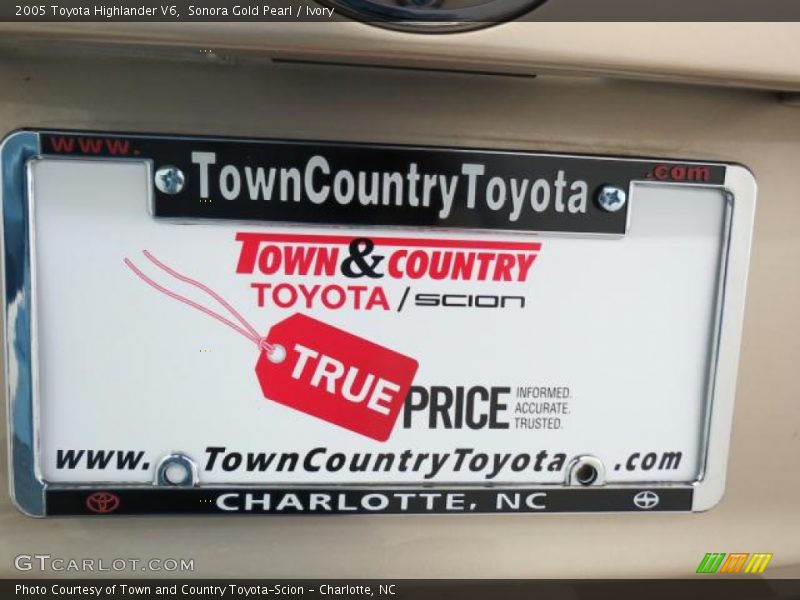 2005 Toyota Highlander V6, Sonora Gold Pearl / Ivory
www. TownCountryToyota .com
TOWN & COUNTRY
TOYOTA / SCION
TRUE
PRICE
INFORMED.
ACCURATE.
TRUSTED.
www. TownCountryToyota .com
CHARLOTTE, NC
GTCARLOT.COM
Photo Courtesy of Town and Country Toyota-Scion - Charlotte, NC